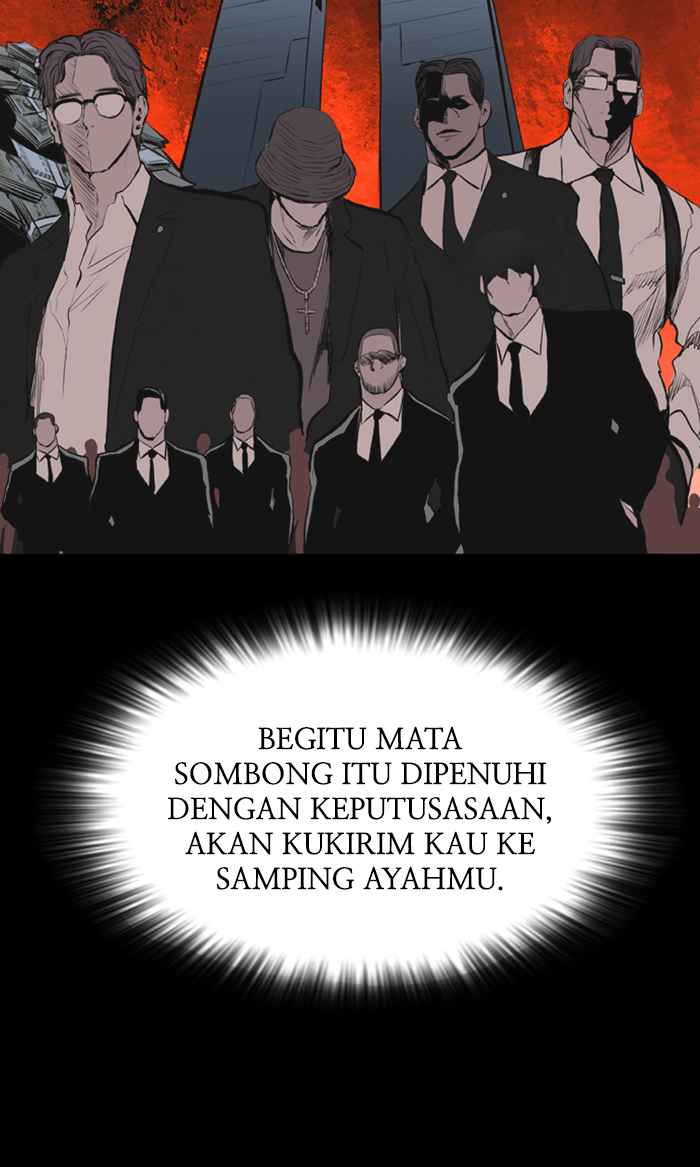 BEGITU MATA
SOMBONG ITU DIPENUHI
DENGAN KEPUTUSASAAN,
AKAN KUKIRIM KAU KE
SAMPING AYAHMU.